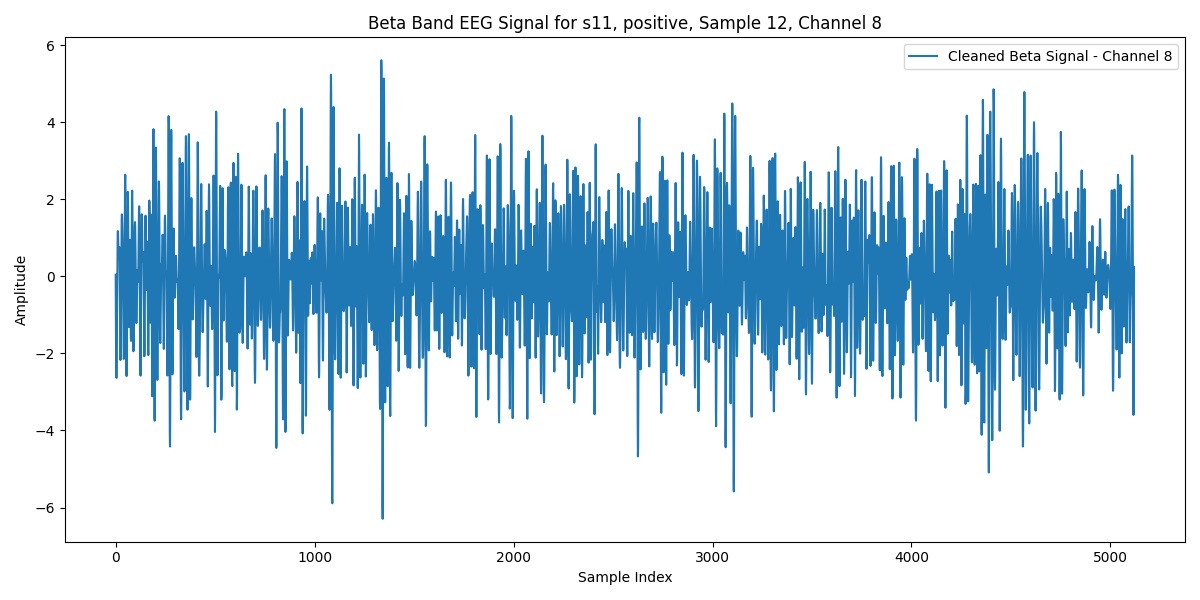 Beta Band EEG Signal for s11, positive, Sample 12, Channel 8
Cleaned Beta Signal - Channel 8
6
4
2
0
−2
−4
−6
Amplitude
0 1000 2000 3000 4000 5000
Sample Index